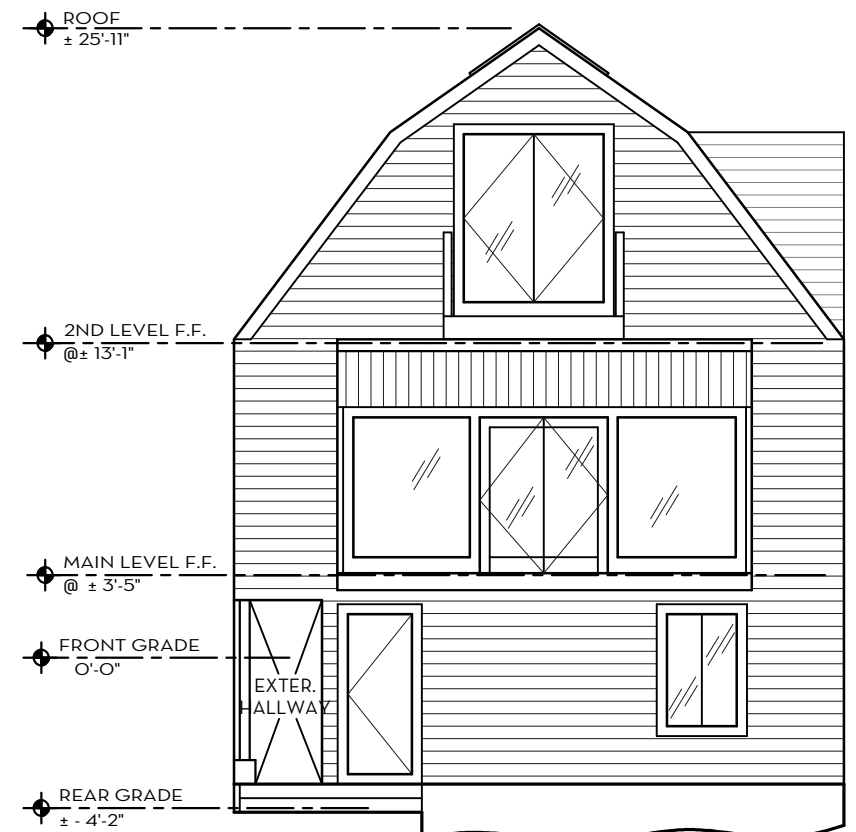 ROOF
± 25'-11"
2ND LEVEL F.F.
@± 13'-1"
MAIN LEVEL F.F.
@ ± 3'-5"
FRONT GRADE
0'-0"
EXTER.
HALLWAY
REAR GRADE
± - 4'-2"